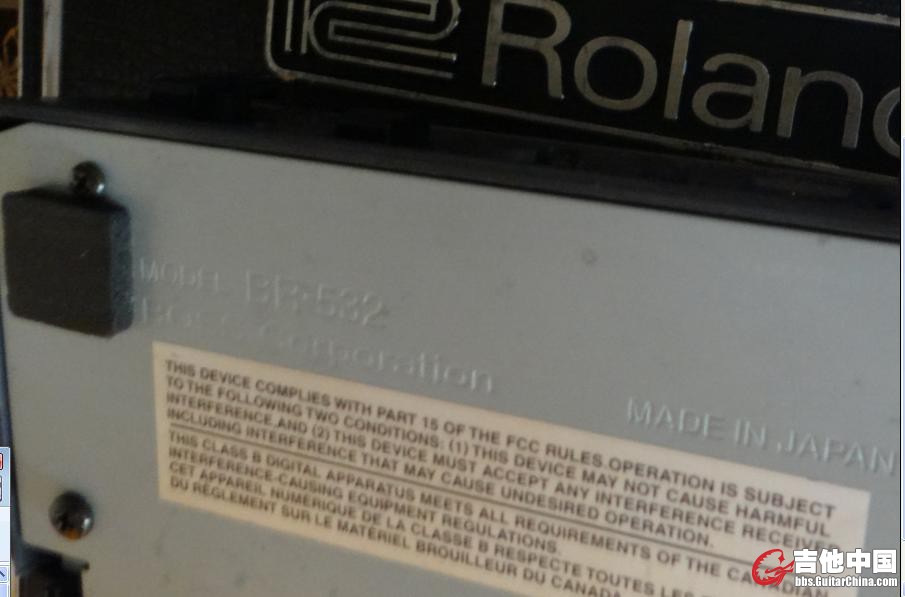 Roland
MODEL BR-532
BOSS Corporation
MADE IN JAPAN
THIS DEVICE COMPLIES WITH PART 15 OF THE FCC RULES. OPERATION IS SUBJECT
TO THE FOLLOWING TWO CONDITIONS: (1) THIS DEVICE MAY NOT CAUSE HARMFUL
INTERFERENCE, AND (2) THIS DEVICE MUST ACCEPT ANY INTERFERENCE RECEIVED,
INCLUDING INTERFERENCE THAT MAY CAUSE UNDESIRED OPERATION.
THIS CLASS B DIGITAL APPARATUS MEETS ALL REQUIREMENTS OF THE CANADIAN
INTERFERENCE-CAUSING EQUIPMENT REGULATIONS.
CET APPAREIL NUMÉRIQUE DE LA CLASSE B RESPECTE TOUTES LES
DU RÈGLEMENT SUR LE MATÉRIEL BROUILLEUR DU CANADA
吉他中国
bbs.GuitarChina.com